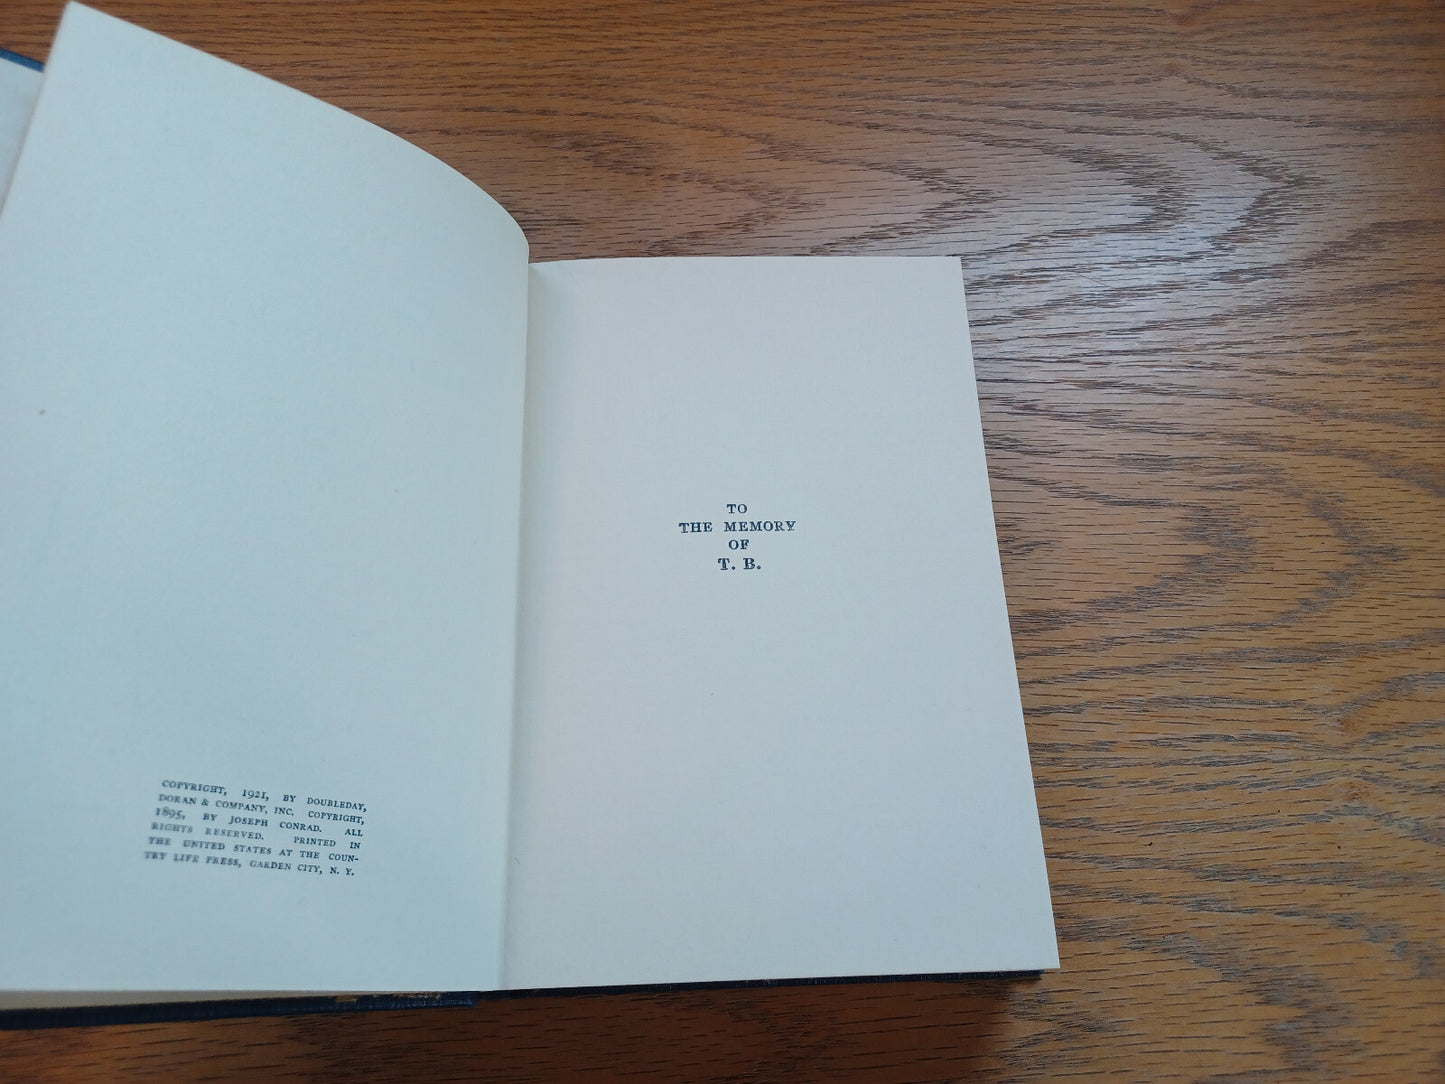 COPYRIGHT, 1921, BY DOUBLEDAY,
DORAN & COMPANY, INC. COPYRIGHT,
1895, BY JOSEPH CONRAD. ALL
RIGHTS RESERVED. PRINTED IN
THE UNITED STATES AT THE COUN-
TRY LIFE PRESS, GARDEN CITY, N. Y.
TO
THE MEMORY
OF
T. B.